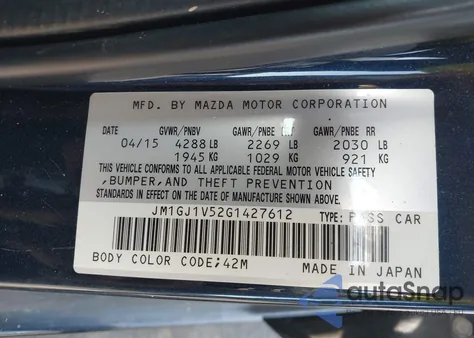 MFD. BY MAZDA MOTOR CORPORATION
DATE GVWR/PNBV GAWR/PNBE GAWR/PNBE RR
04/15 4288 LB 2269 LB 2030 LB
1945 KG 1029 KG 921 KG
THIS VEHICLE CONFORMS TO ALL APPLICABLE FEDERAL MOTOR VEHICLE SAFETY
,BUMPER,AND THEFT PREVENTION
STANDARDS IN EFFECT ON THE DATE OF MANUFACTURE SHOWN ABOVE.
JM1GJ1V52G1427612 TYPE: PASS CAR
BODY COLOR CODE;42M MADE IN JAPAN
autoSnap